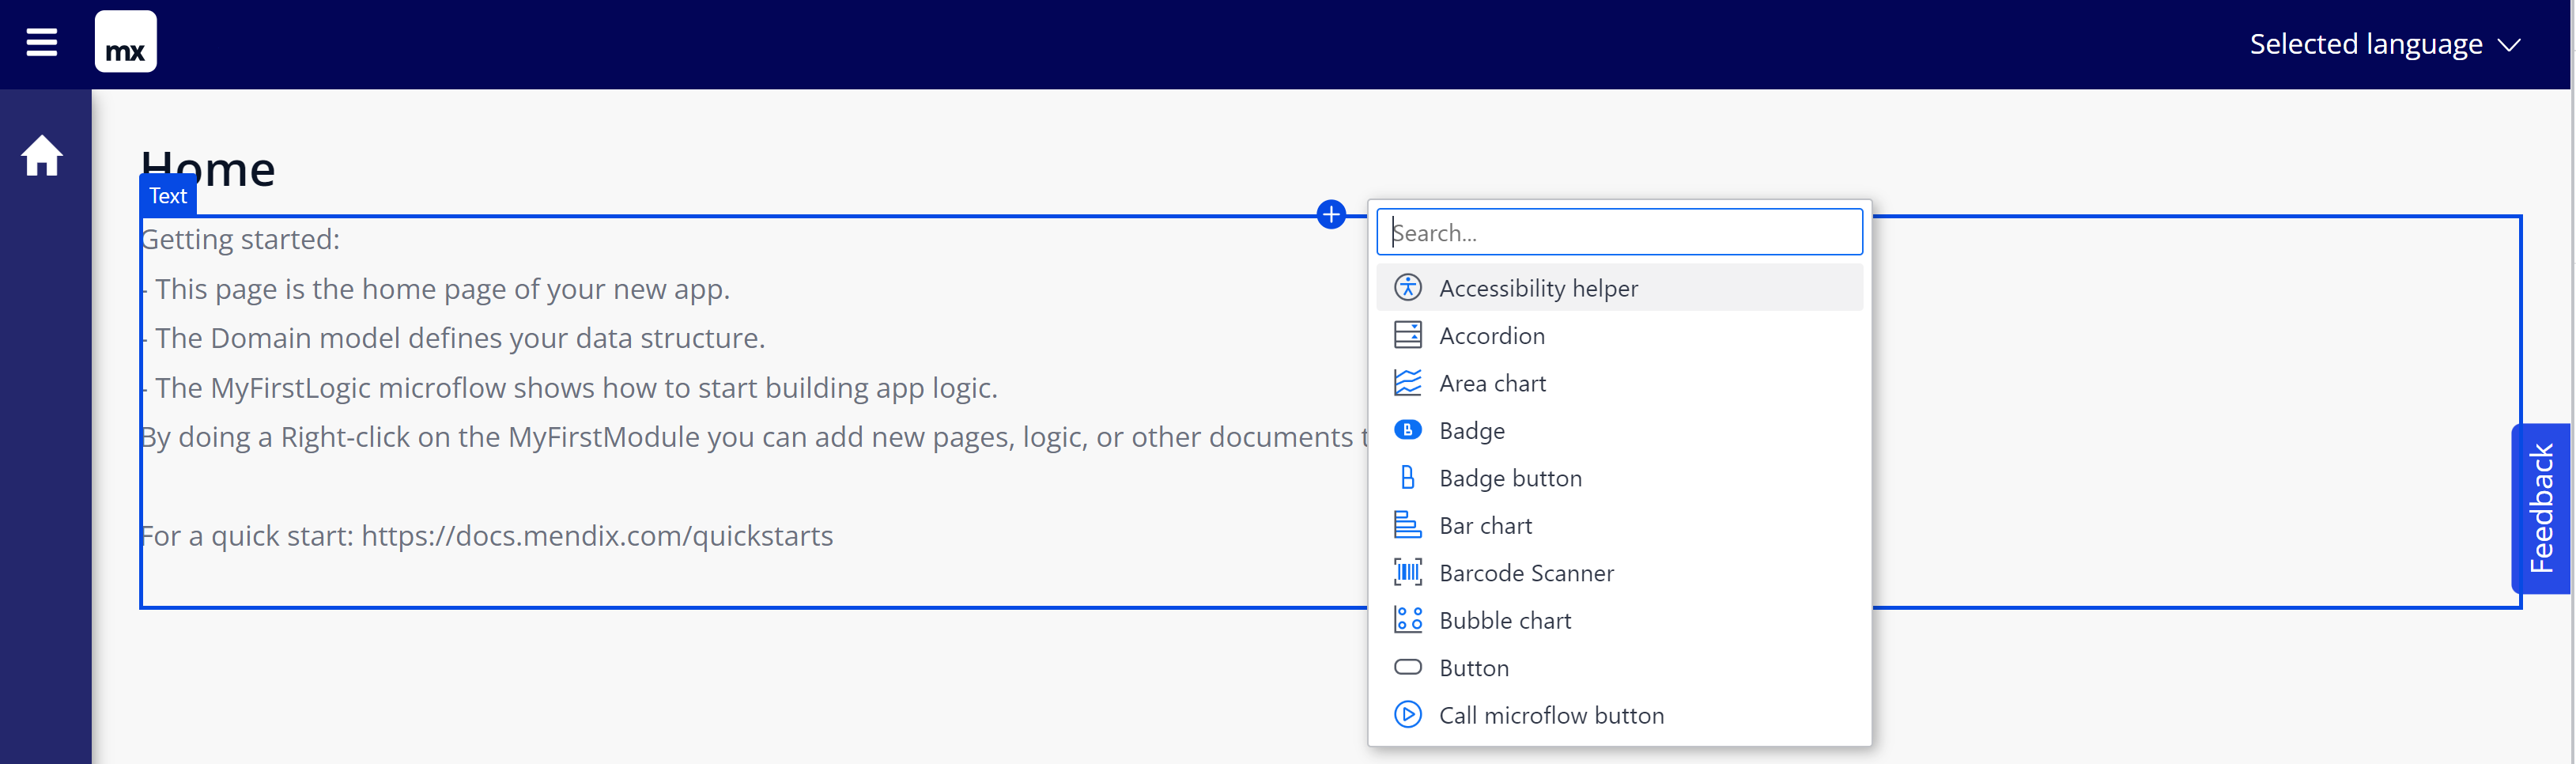 mx
Selected language
Home
Text
Getting started:
- This page is the home page of your new app.
- The Domain model defines your data structure.
- The MyFirstLogic microflow shows how to start building app logic.
By doing a Right-click on the MyFirstModule you can add new pages, logic, or other documents t
For a quick start: https://docs.mendix.com/quickstarts
Search...
Accessibility helper
Accordion
Area chart
Badge
Badge button
Bar chart
Barcode Scanner
Bubble chart
Button
Call microflow button
Feedback